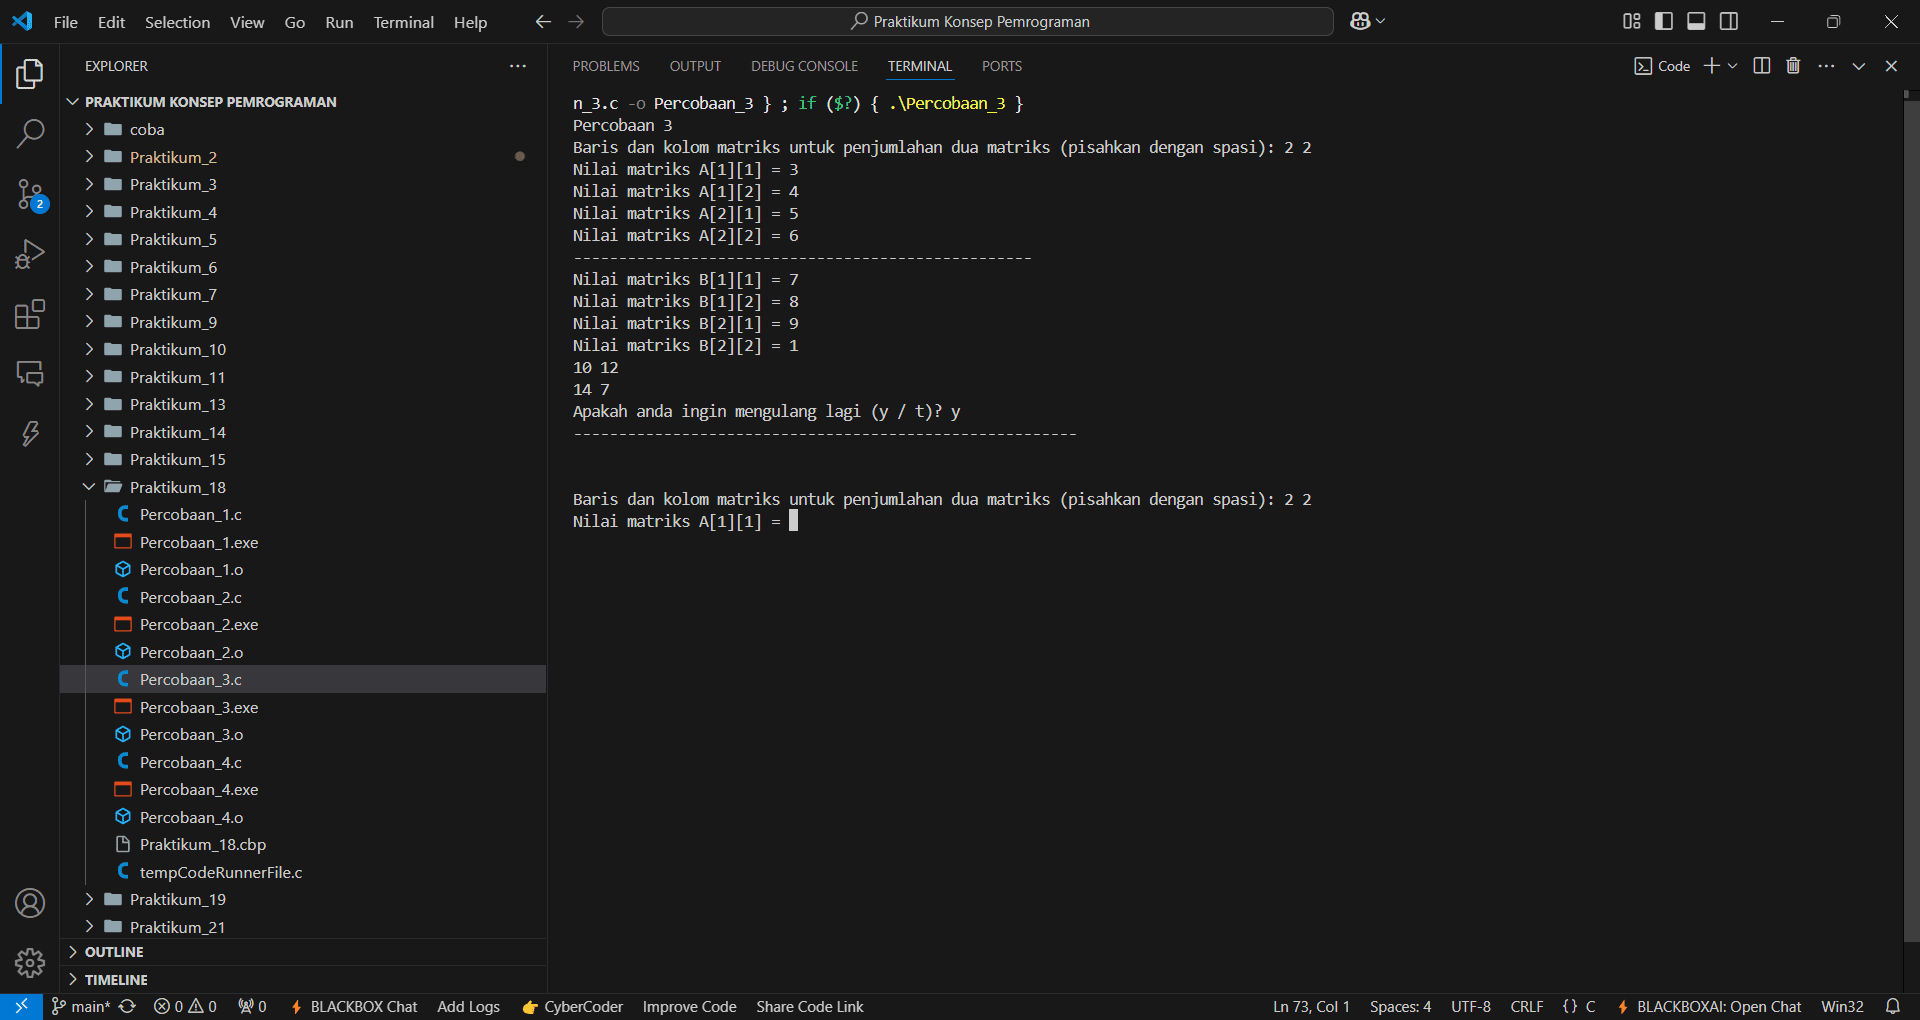 File Edit Selection View Go Run Terminal Help
Praktikum Konsep Pemrograman
EXPLORER
PRAKTIKUM KONSEP PEMROGRAMAN
coba
Praktikum_2
Praktikum_3
Praktikum_4
Praktikum_5
Praktikum_6
Praktikum_7
Praktikum_9
Praktikum_10
Praktikum_11
Praktikum_13
Praktikum_14
Praktikum_15
Praktikum_18
Percobaan_1.c
Percobaan_1.exe
Percobaan_1.o
Percobaan_2.c
Percobaan_2.exe
Percobaan_2.o
Percobaan_3.c
Percobaan_3.exe
Percobaan_3.o
Percobaan_4.c
Percobaan_4.exe
Percobaan_4.o
Praktikum_18.cbp
tempCodeRunnerFile.c
Praktikum_19
Praktikum_21
OUTLINE
TIMELINE
2
PROBLEMS OUTPUT DEBUG CONSOLE TERMINAL PORTS
Code
n_3.c -o Percobaan_3 } ; if ($?) { .\Percobaan_3 }
Percobaan 3
Baris dan kolom matriks untuk penjumlahan dua matriks (pisahkan dengan spasi): 2 2
Nilai matriks A[1][1] = 3
Nilai matriks A[1][2] = 4
Nilai matriks A[2][1] = 5
Nilai matriks A[2][2] = 6
---------------------------------------------------
Nilai matriks B[1][1] = 7
Nilai matriks B[1][2] = 8
Nilai matriks B[2][1] = 9
Nilai matriks B[2][2] = 1
10 12
14 7
Apakah anda ingin mengulang lagi (y / t)? y
--------------------------------------------------------
Baris dan kolom matriks untuk penjumlahan dua matriks (pisahkan dengan spasi): 2 2
Nilai matriks A[1][1] =
main* 0 0 0 BLACKBOX Chat Add Logs 👉 CyberCoder Improve Code Share Code Link Ln 73, Col 1 Spaces: 4 UTF-8 CRLF {} C BLACKBOXAI: Open Chat Win32